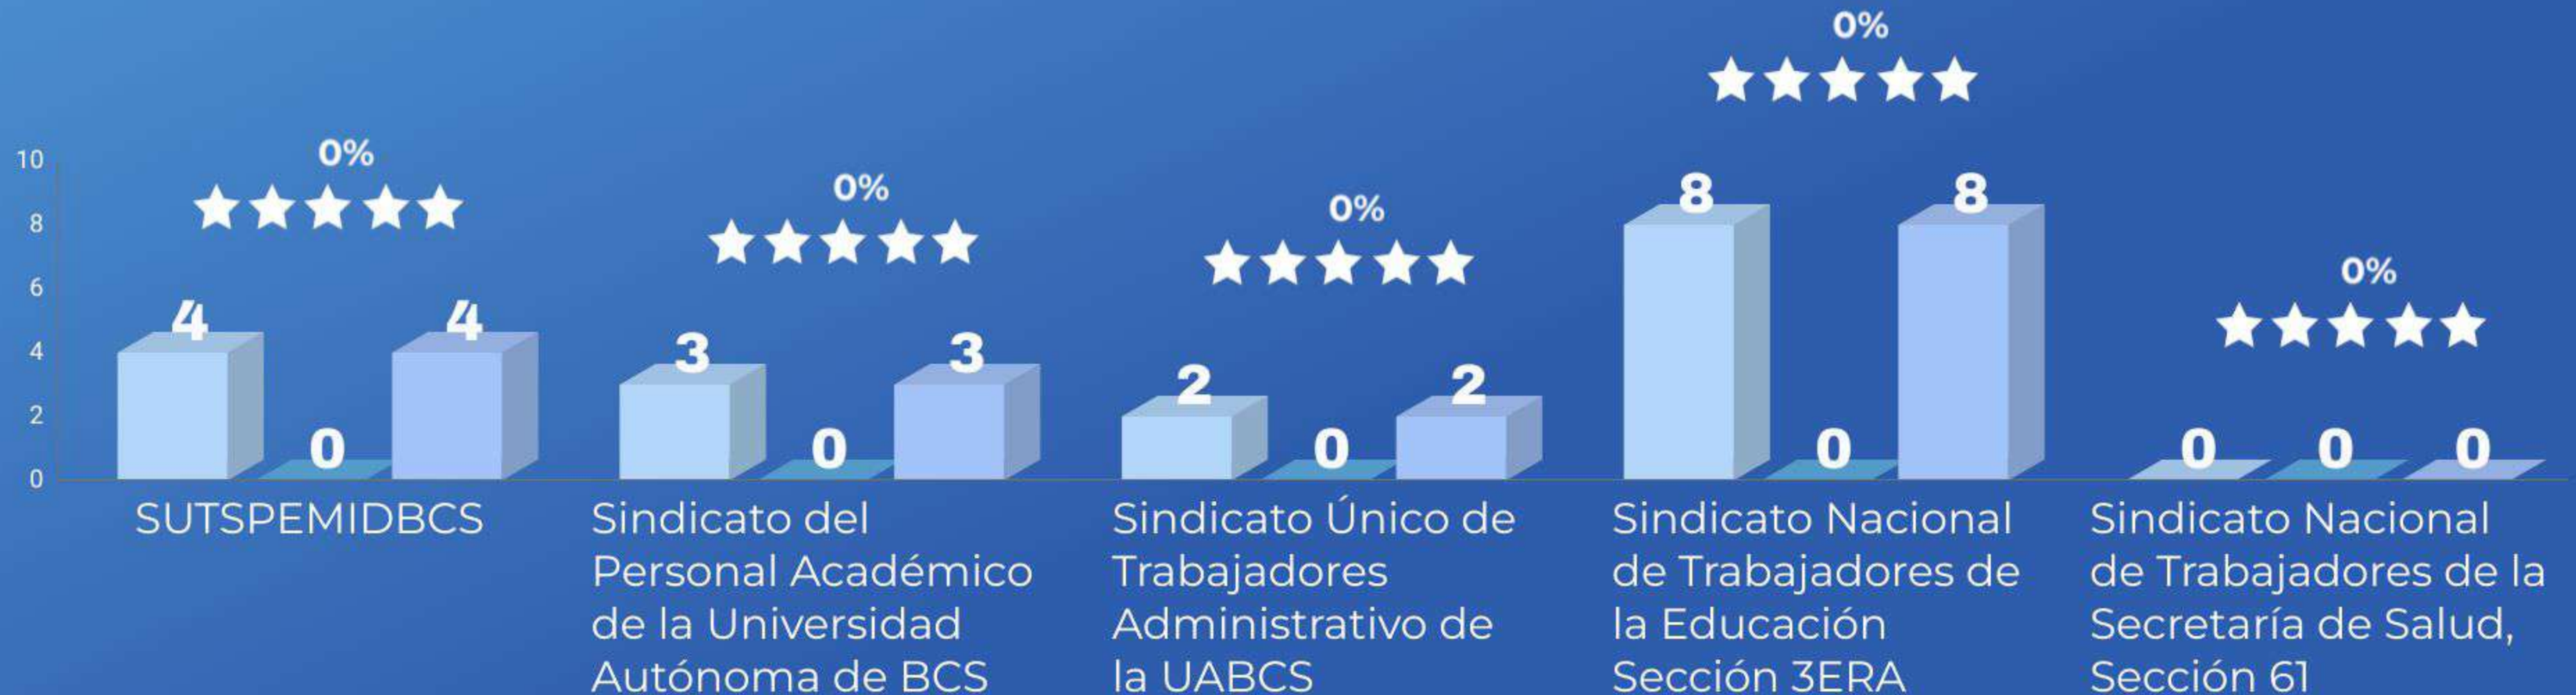 0%
0%
0%
0%
0%
10
8
6
4
2
0
4
0
4
3
0
3
2
0
2
8
0
8
0
0
0
SUTSPEMIDBCS
Sindicato del
Personal Académico
de la Universidad
Autónoma de BCS
Sindicato Único de
Trabajadores
Administrativo de
la UABCS
Sindicato Nacional
de Trabajadores de
la Educación
Sección 3ERA
Sindicato Nacional
de Trabajadores de la
Secretaría de Salud,
Sección 61